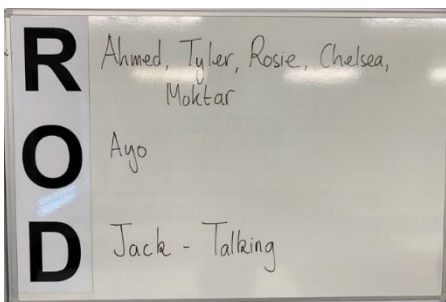 R Ahmed, Tyler, Rosie, Chelsea,
Moktar
O Ayo
D Jack - Talking